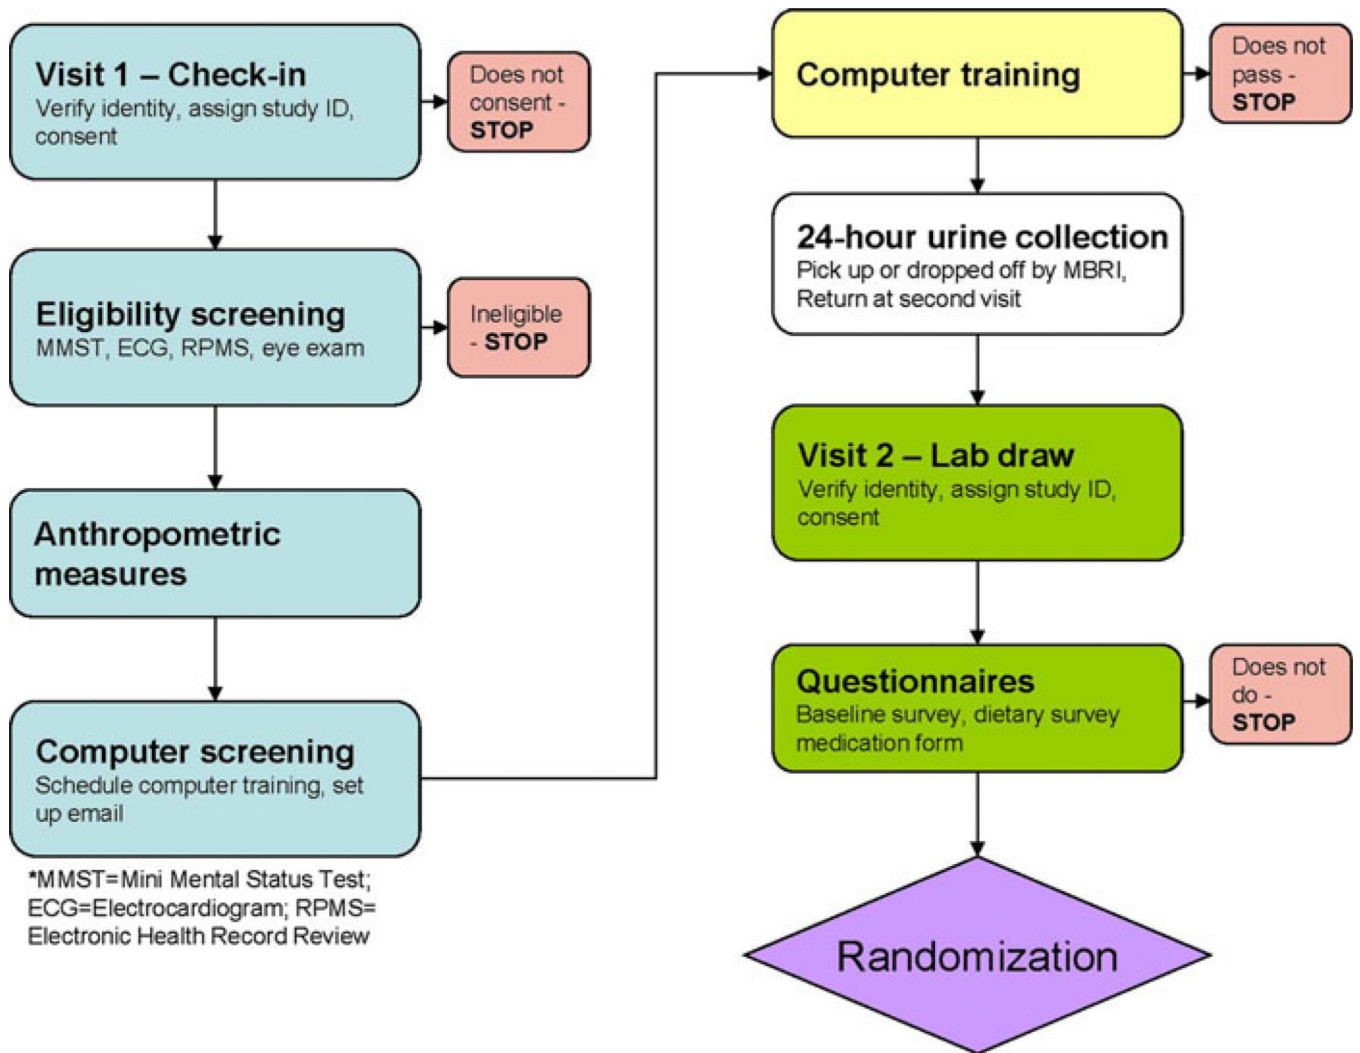 Visit 1 – Check-in
Verify identity, assign study ID,
consent
Does not
consent -
STOP
Eligibility screening
MMST, ECG, RPMS, eye exam
Ineligible
- STOP
Anthropometric
measures
Computer screening
Schedule computer training, set
up email
*MMST=Mini Mental Status Test;
ECG=Electrocardiogram; RPMS=
Electronic Health Record Review
Computer training
Does not
pass -
STOP
24-hour urine collection
Pick up or dropped off by MBRI,
Return at second visit
Visit 2 – Lab draw
Verify identity, assign study ID,
consent
Questionnaires
Baseline survey, dietary survey
medication form
Does not
do -
STOP
Randomization